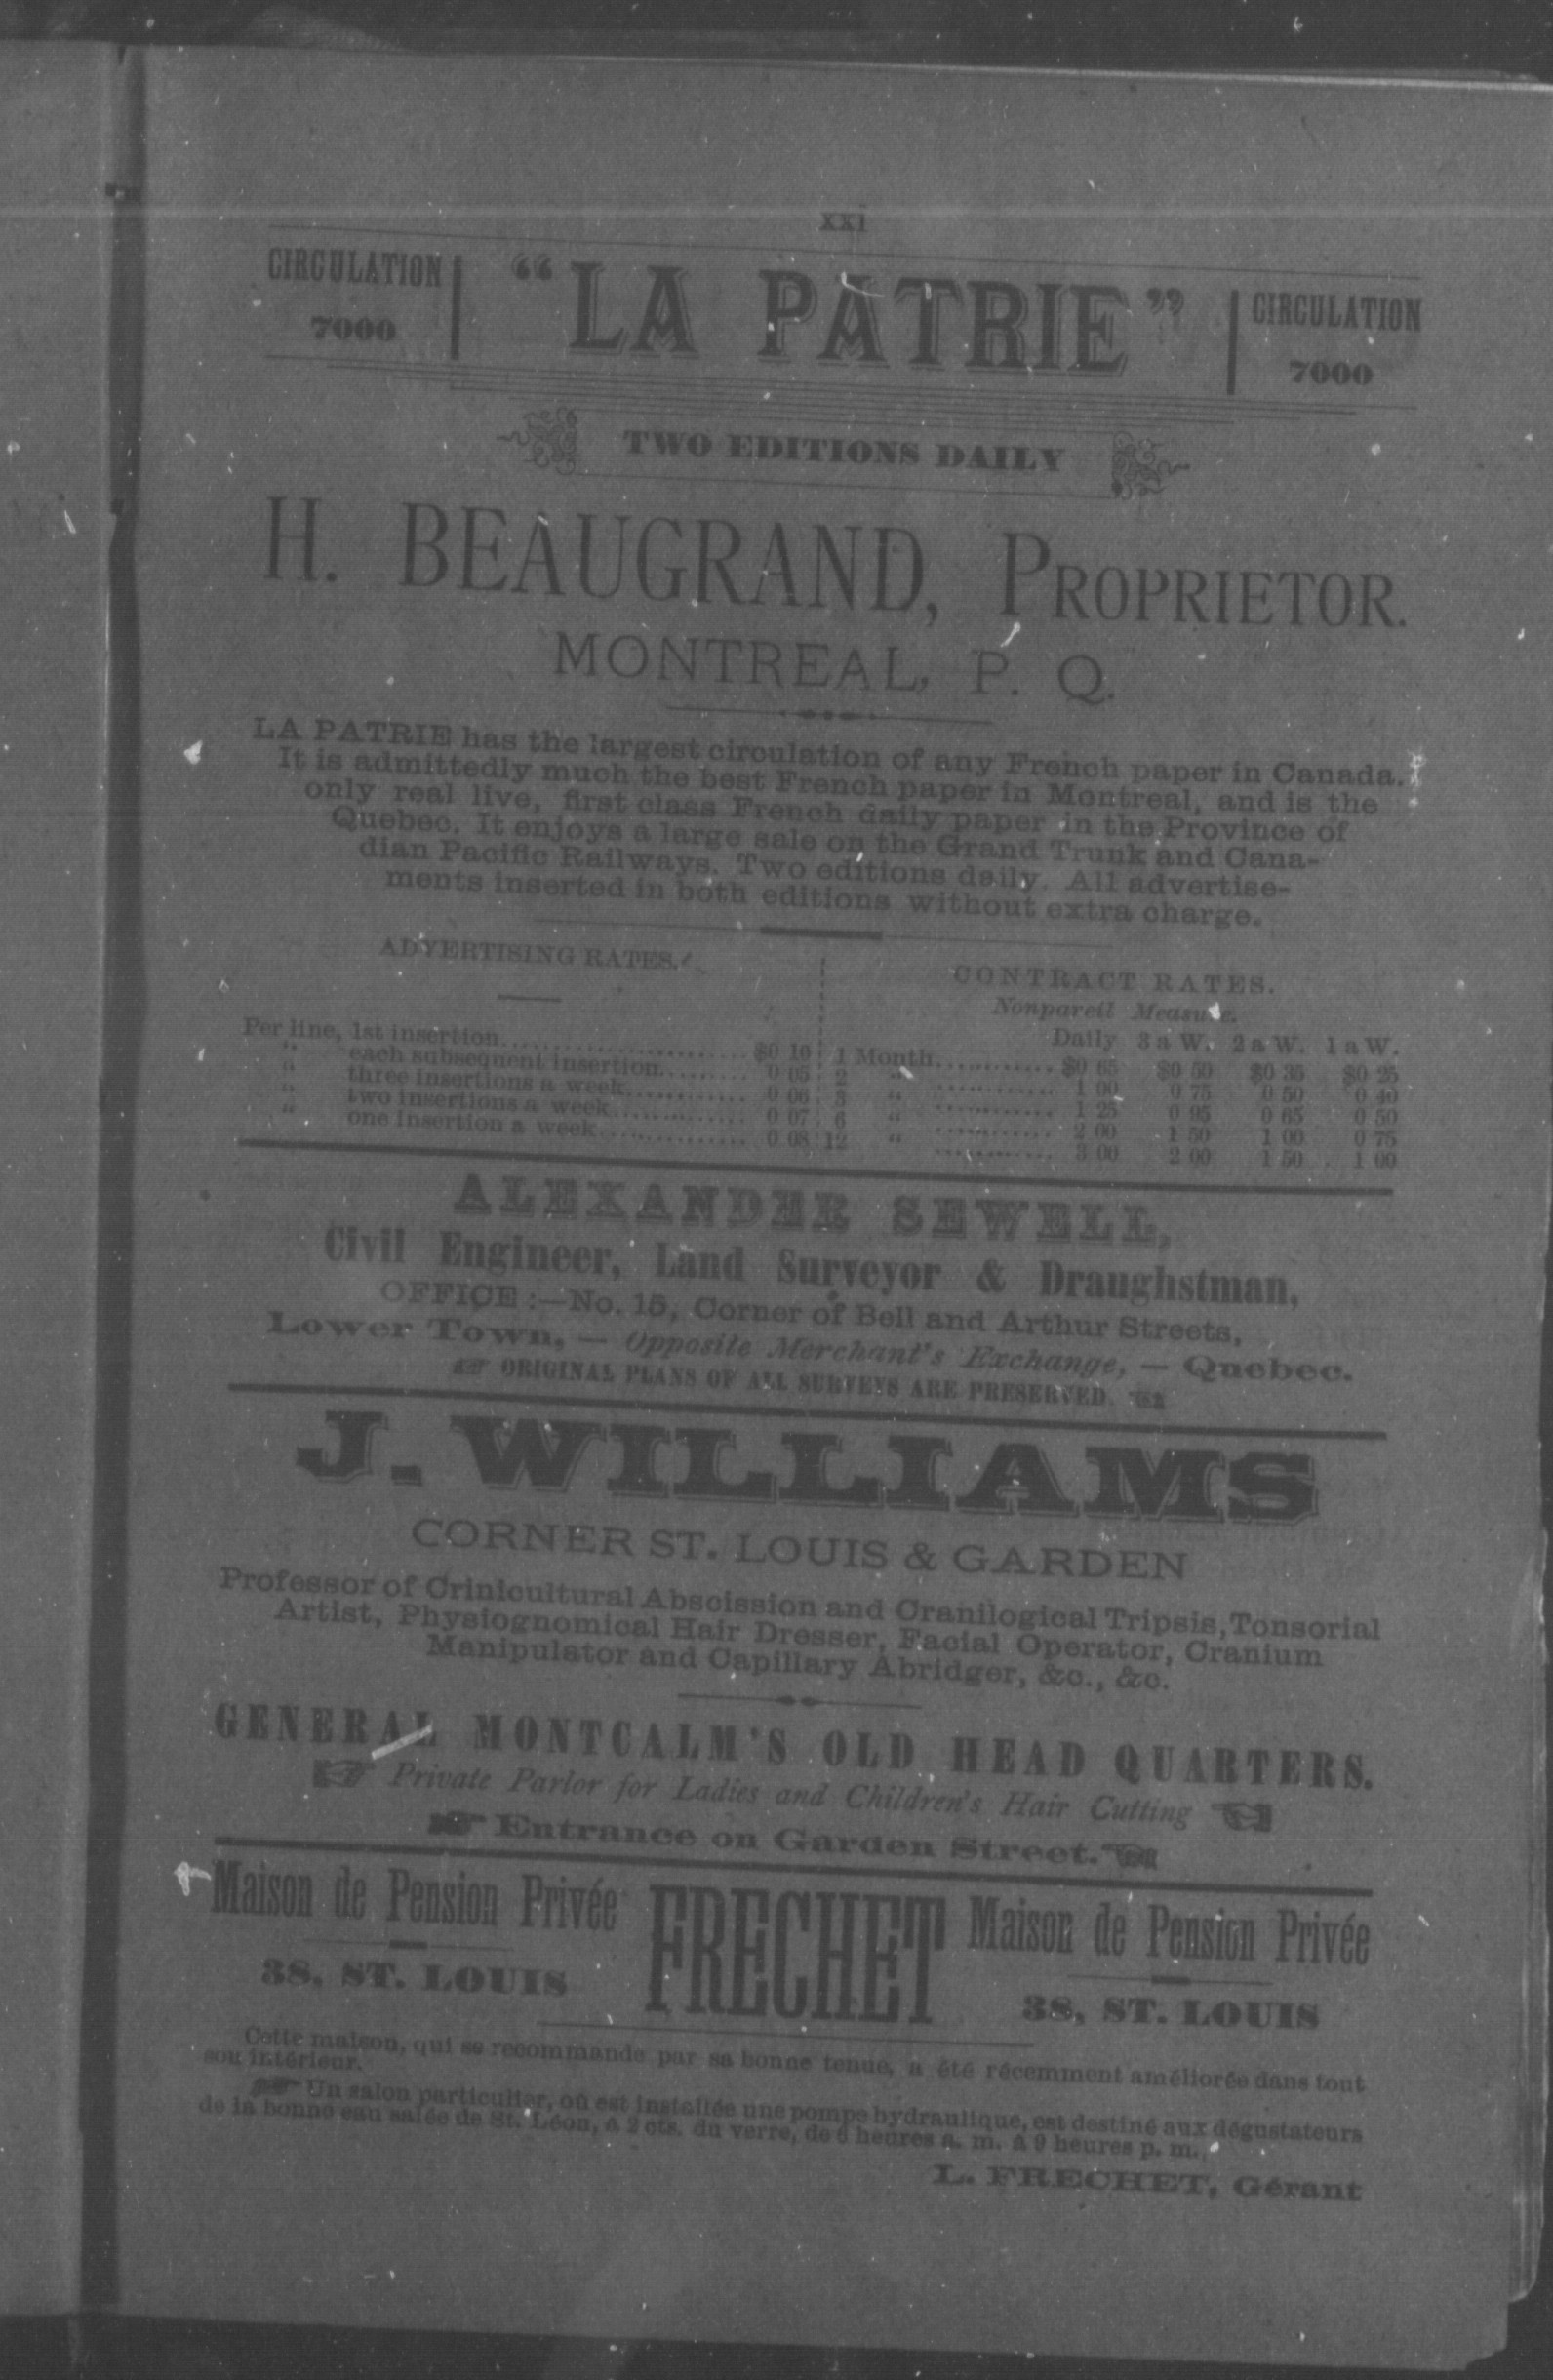 xxi
CIRCULATION
7000
"LA PATRIE"
CIRCULATION
7000
TWO EDITIONS DAILY
H. BEAUGRAND, PROPRIETOR.
MONTREAL, P. Q.
LA PATRIE has the largest circulation of any French paper in Canada.
It is admittedly much the best French paper in Montreal, and is the
only real live, first class French daily paper in the Province of
Quebec. It enjoys a large sale on the Grand Trunk and Cana-
dian Pacific Railways. Two editions daily. All advertise-
ments inserted in both editions without extra charge.
ADVERTISING RATES.
Per line, 1st insertion........................ $0 10
" each subsequent insertion......... 0 05
" three insertions a week............. 0 06
" two insertions a week............... 0 07
" one insertion a week................ 0 08
CONTRACT RATES.
Nonpareil Measure.
Daily 3 a W. 2 a W. 1 a W.
1 Month............ $0 65 $0 50 $0 35 $0 25
2 " ............ 1 00 0 75 0 50 0 40
3 " ............ 1 25 0 95 0 65 0 50
6 " ............ 2 00 1 50 1 00 0 75
12 " ............ 3 00 2 00 1 50 1 00
ALEXANDER SEWELL,
Civil Engineer, Land Surveyor & Draughstman,
OFFICE :—No. 15, Corner of Bell and Arthur Streets,
Lower Town, — Opposite Merchant's Exchange, — Quebec.
ORIGINAL PLANS OF ALL SURVEYS ARE PRESERVED.
J. WILLIAMS
CORNER ST. LOUIS & GARDEN
Professor of Crinicultural Abscission and Cranilogical Tripsis, Tonsorial
Artist, Physiognomical Hair Dresser, Facial Operator, Cranium
Manipulator and Capillary Abridger, &c., &c.
GENERAL MONTCALM'S OLD HEAD QUARTERS.
Private Parlor for Ladies and Children's Hair Cutting
Entrance on Garden Street.
Maison de Pension Privée
38, ST. LOUIS
FRECHET
Maison de Pension Privée
38, ST. LOUIS
Cette maison, qui se recommande par sa bonne tenue, a été récemment améliorée dans tout
son intérieur.
Un salon particulier, où est installée une pompe hydraulique, est destiné aux dégustateurs
de la bonne eau salée de St. Léon, à 2 cts. du verre, de 6 heures a. m. à 9 heures p. m.
L. FRECHET, Gérant